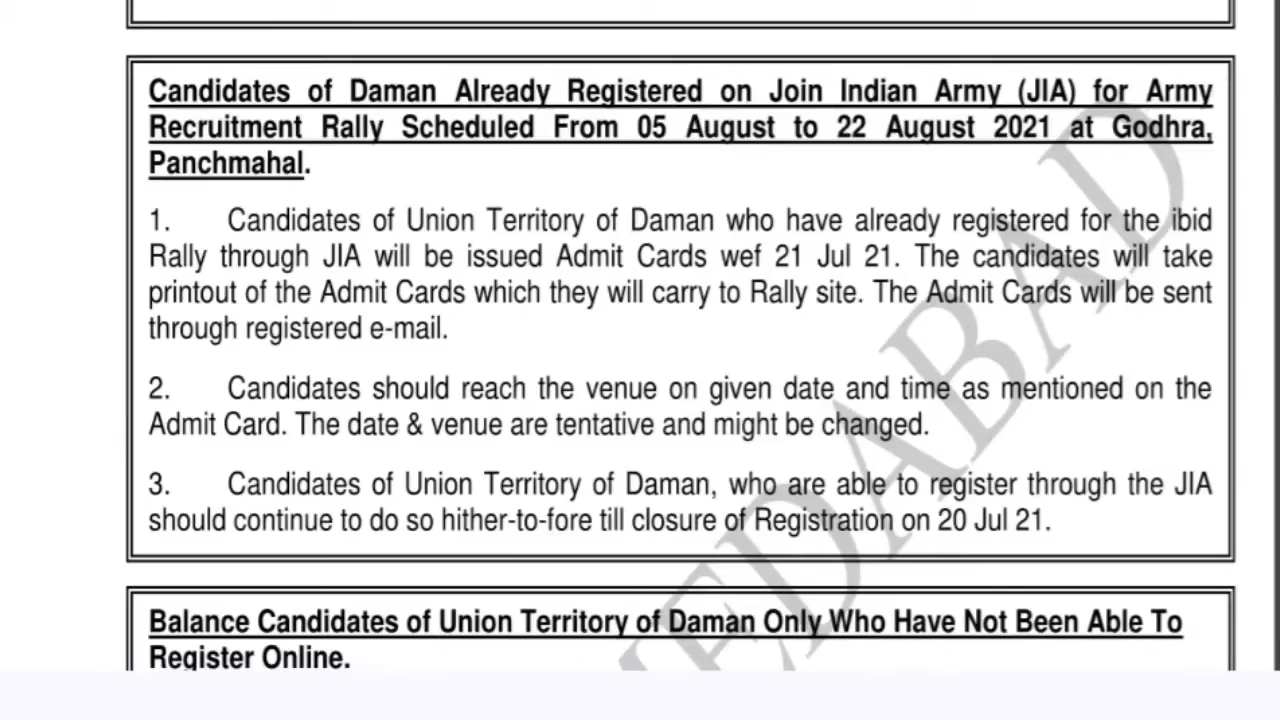 Candidates of Daman Already Registered on Join Indian Army (JIA) for Army
Recruitment Rally Scheduled From 05 August to 22 August 2021 at Godhra,
Panchmahal.
1. Candidates of Union Territory of Daman who have already registered for the ibid
Rally through JIA will be issued Admit Cards wef 21 Jul 21. The candidates will take
printout of the Admit Cards which they will carry to Rally site. The Admit Cards will be sent
through registered e-mail.
2. Candidates should reach the venue on given date and time as mentioned on the
Admit Card. The date & venue are tentative and might be changed.
3. Candidates of Union Territory of Daman, who are able to register through the JIA
should continue to do so hither-to-fore till closure of Registration on 20 Jul 21.
Balance Candidates of Union Territory of Daman Only Who Have Not Been Able To
Register Online.
MEDABAD